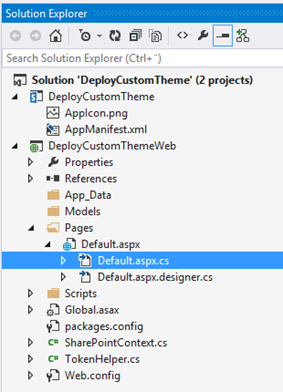 Solution Explorer
Search Solution Explorer (Ctrl+¨)
Solution 'DeployCustomTheme' (2 projects)
DeployCustomTheme
AppIcon.png
AppManifest.xml
DeployCustomThemeWeb
Properties
References
App_Data
Models
Pages
Default.aspx
Default.aspx.cs
Default.aspx.designer.cs
Scripts
Global.asax
packages.config
C# SharePointContext.cs
C# TokenHelper.cs
Web.config